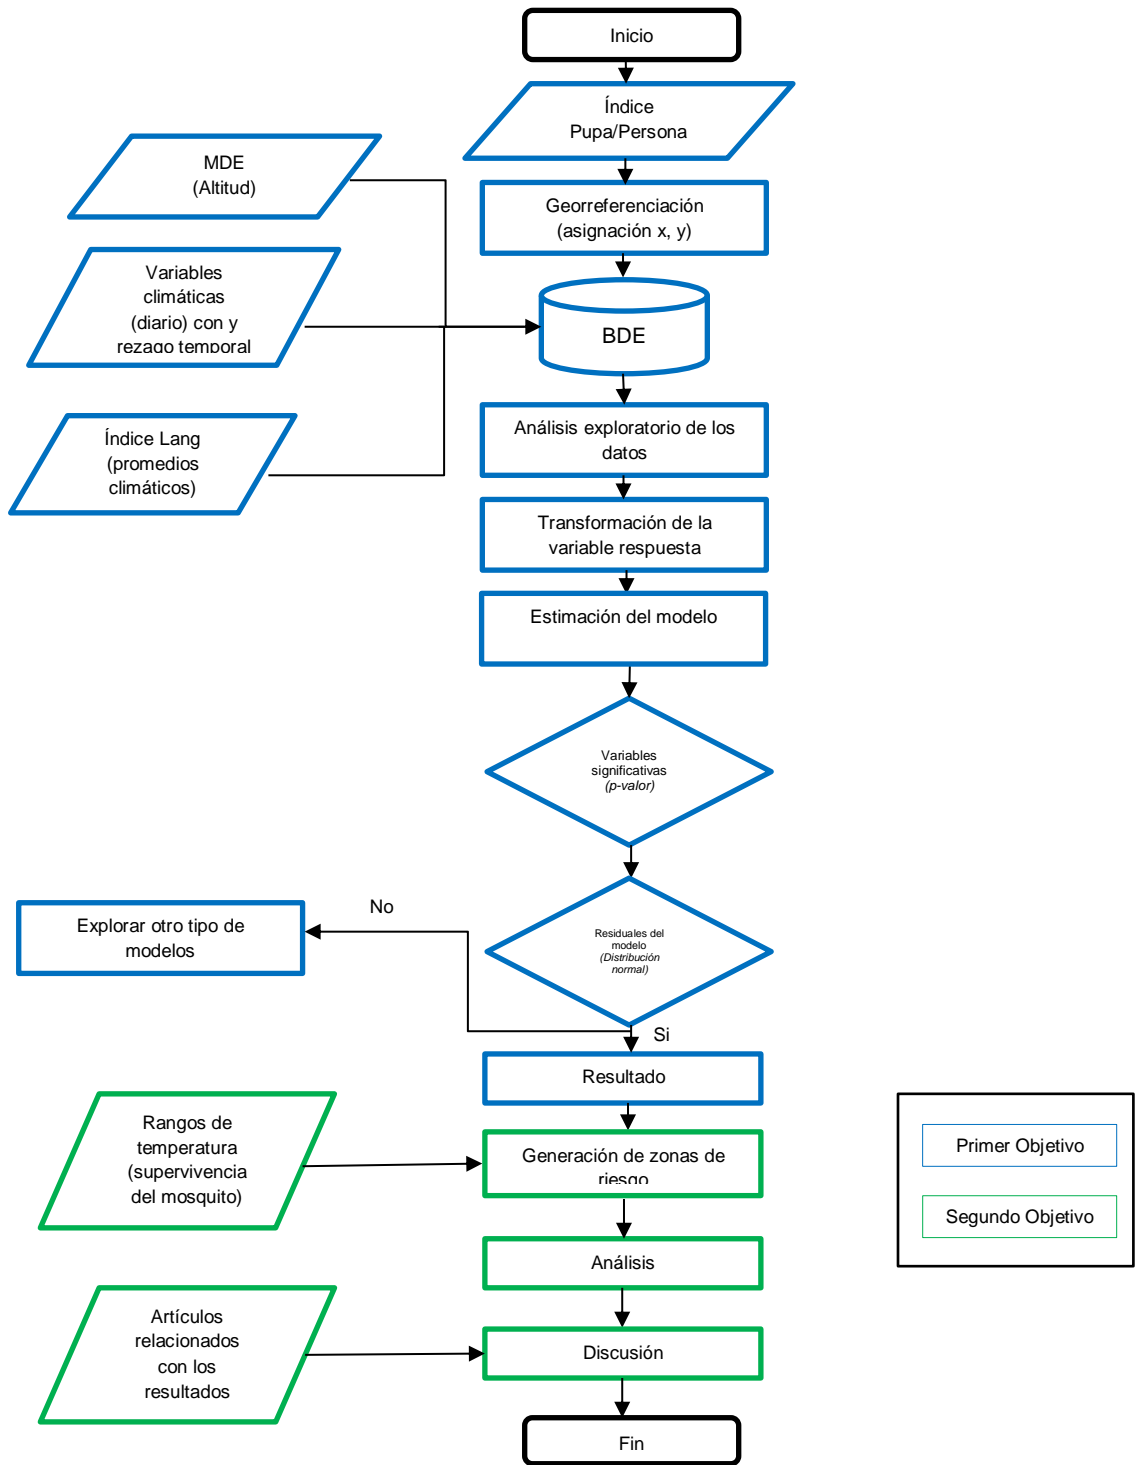 Inicio
Índice
Pupa/Persona
MDE
(Altitud)
Georreferenciación
(asignación x, y)
Variables
climáticas
(diario) con y
rezago temporal
BDE
Índice Lang
(promedios
climáticos)
Análisis exploratorio de los
datos
Transformación de la
variable respuesta
Estimación del modelo
Variables
significativas
(p-valor)
Residuales del
modelo
(Distribución
normal)
No
Explorar otro tipo de
modelos
Si
Resultado
Rangos de
temperatura
(supervivencia
del mosquito)
Generación de zonas de
riesgo
Primer Objetivo
Segundo Objetivo
Análisis
Artículos
relacionados
con los
resultados
Discusión
Fin